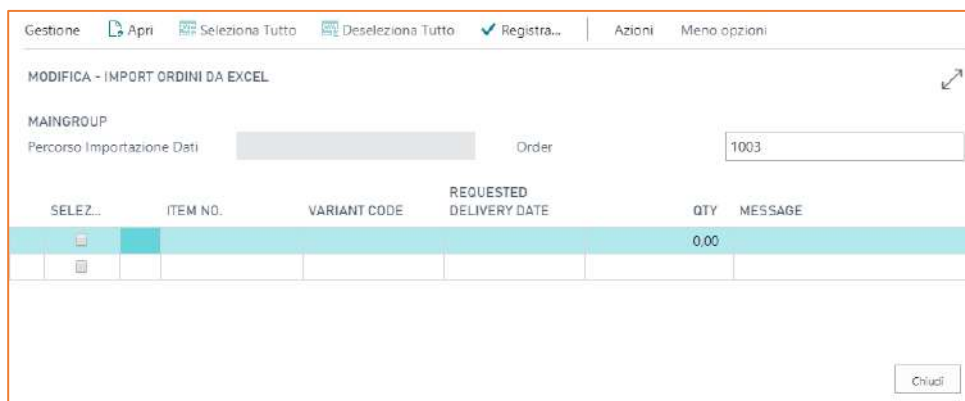 Gestione Apri Seleziona Tutto Deseleziona Tutto Registra... Azioni Meno opzioni
MODIFICA - IMPORT ORDINI DA EXCEL
MAINGROUP
Percorso Importazione Dati Order 1003
REQUESTED
SELEZ... ITEM NO. VARIANT CODE DELIVERY DATE QTY MESSAGE
0,00
Chiudi